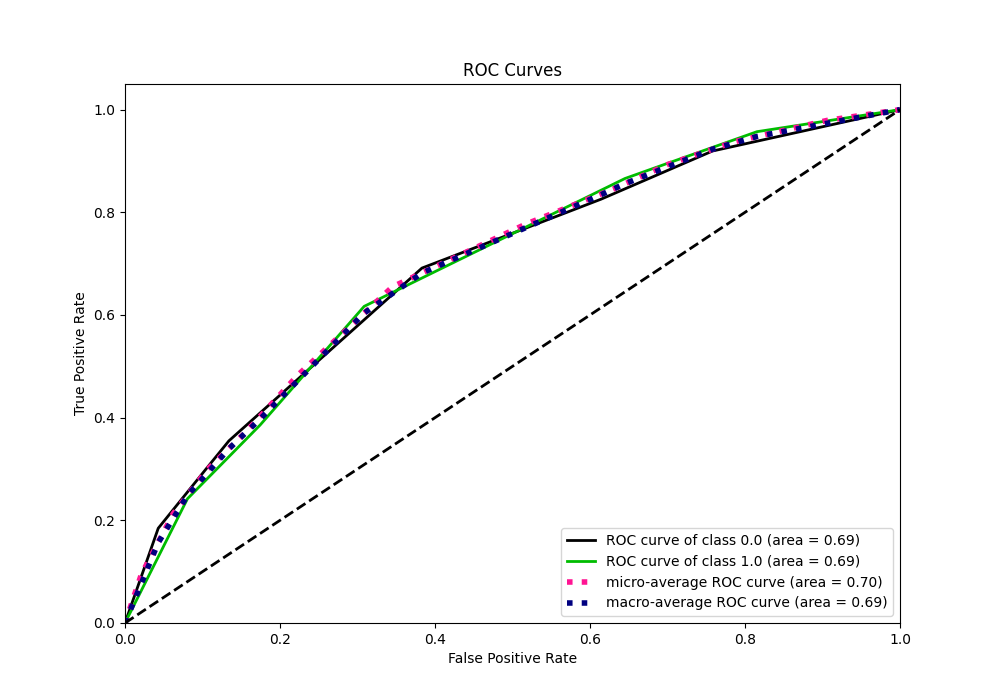 ROC Curves
True Positive Rate
1.0
0.8
0.6
0.4
0.2
0.0
0.0 0.2 0.4 0.6 0.8 1.0
False Positive Rate
ROC curve of class 0.0 (area = 0.69)
ROC curve of class 1.0 (area = 0.69)
micro-average ROC curve (area = 0.70)
macro-average ROC curve (area = 0.69)